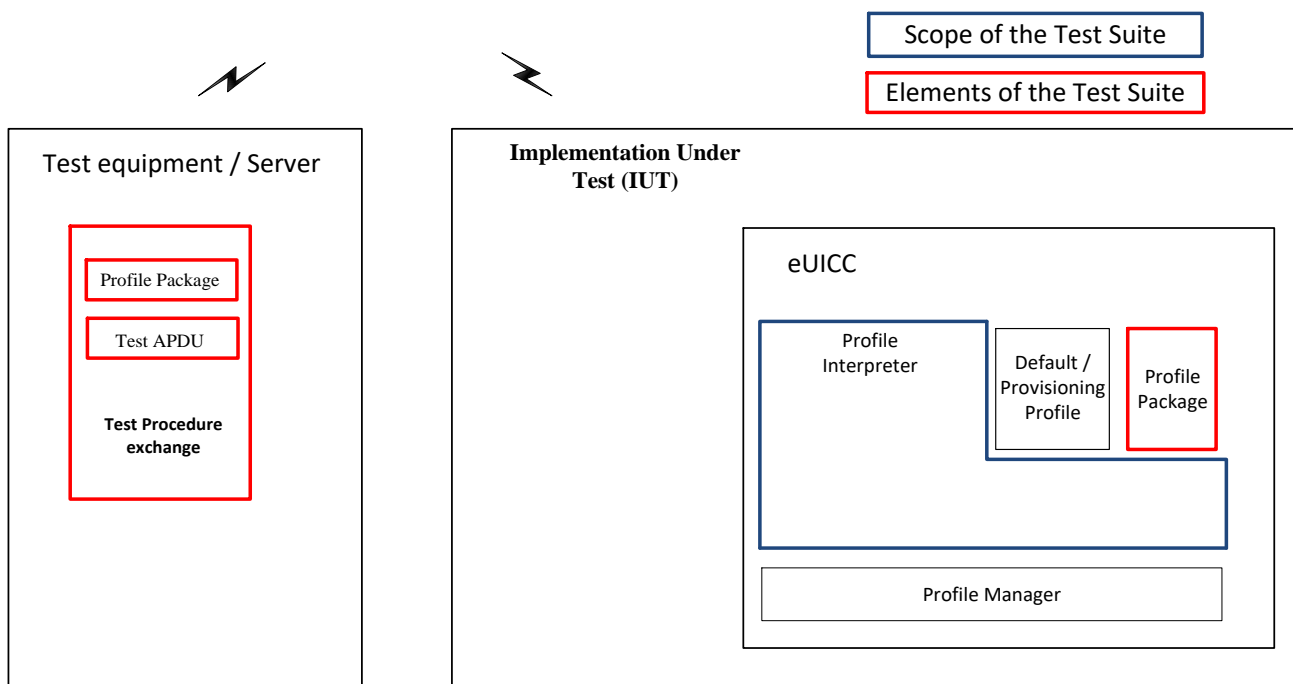 Scope of the Test Suite
Elements of the Test Suite
Test equipment / Server
Profile Package
Test APDU
Test Procedure
exchange
Implementation Under
Test (IUT)
eUICC
Profile
Interpreter
Default /
Provisioning
Profile
Profile
Package
Profile Manager